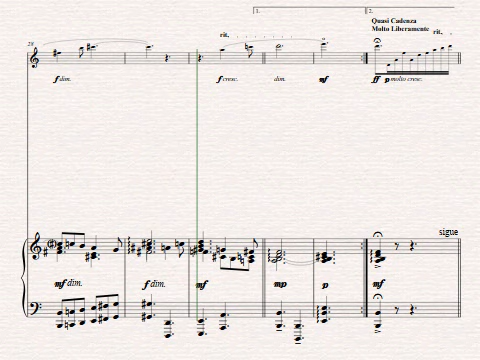 1.
2.
Quasi Cadenza
Molto Liberamente
rit,
rit,
28
f dim.
f cresc.
dim.
mf
ff p molto cresc.
sigue
mf dim.
f dim.
mf
mp
p
mf